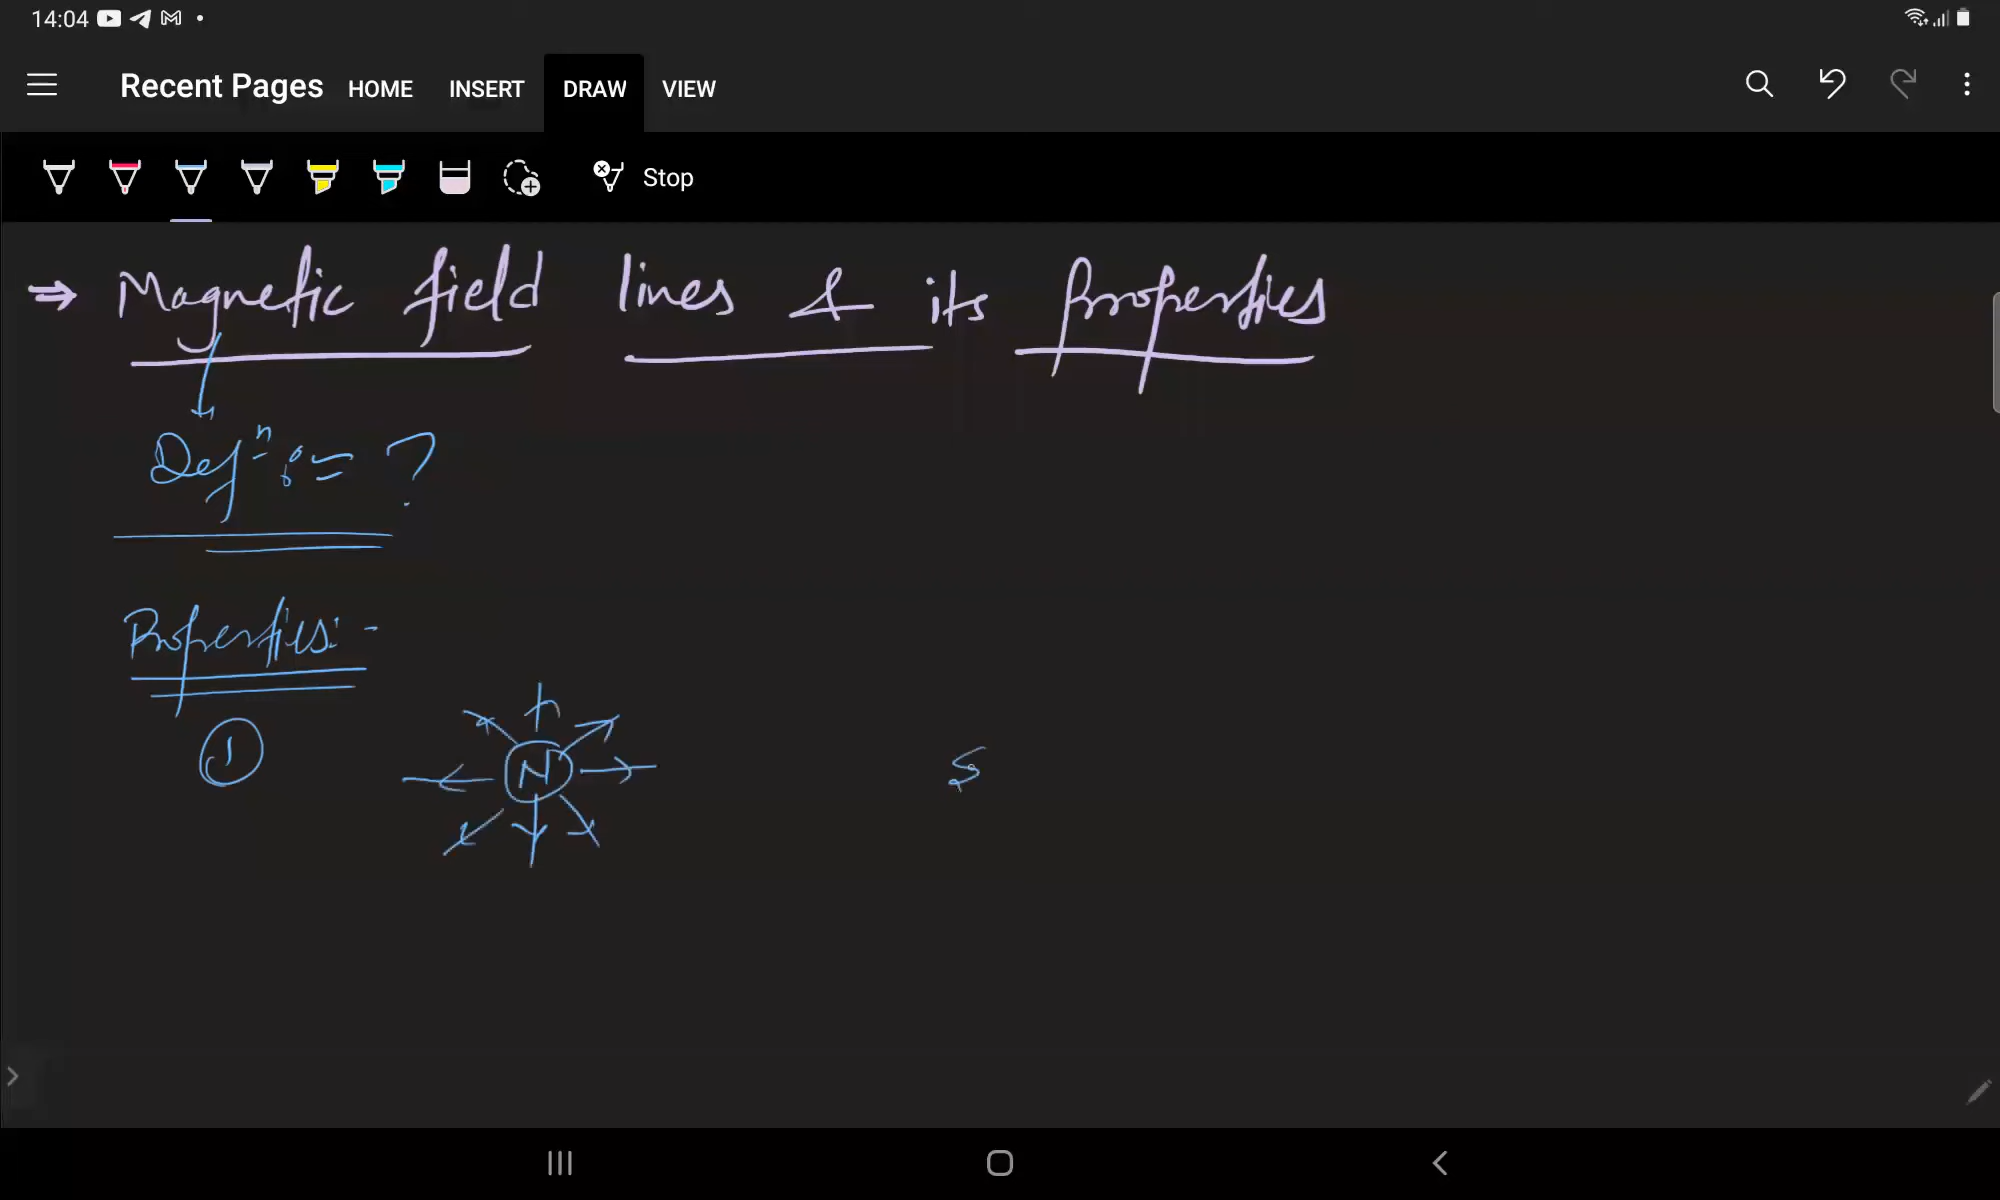 14:04
Recent Pages HOME INSERT DRAW VIEW
Stop
⇒ Magnetic field lines & its Properties
Defⁿ := ?
Properties:-
①
N S